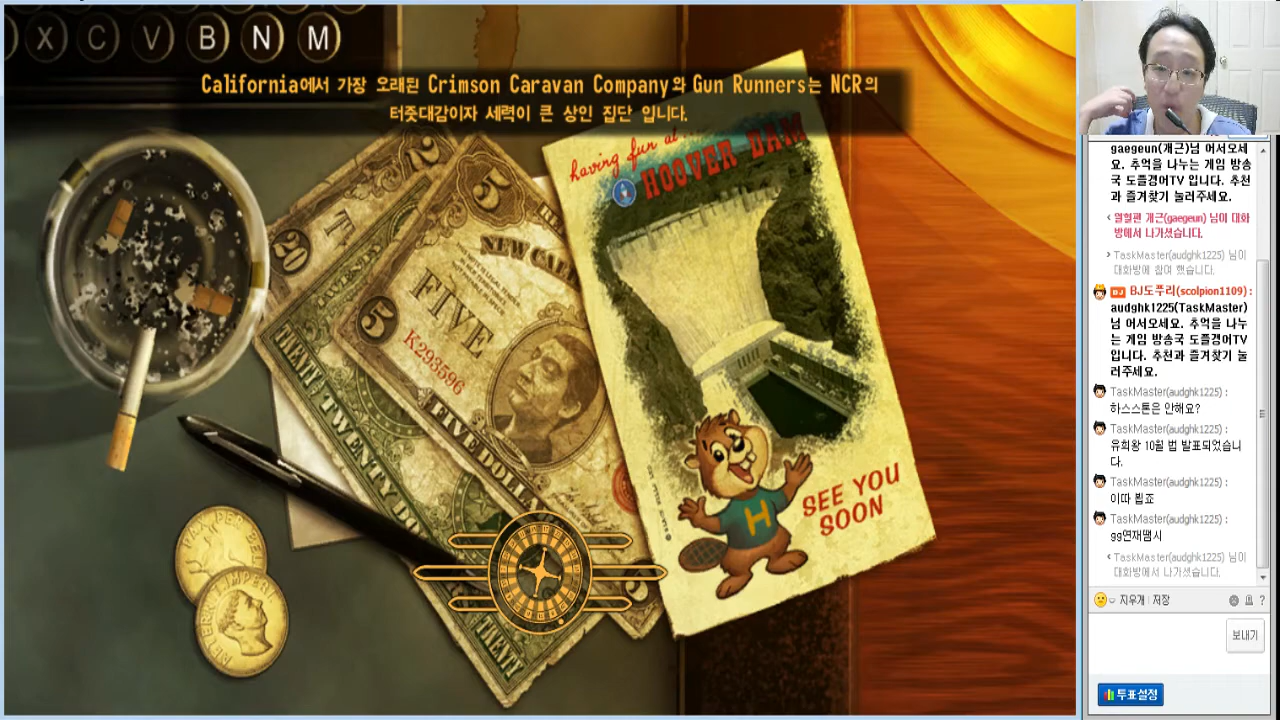 X C V B N M
California에서 가장 오래된 Crimson Caravan Company와 Gun Runners는 NCR의
터줏대감이자 세력이 큰 상인 집단 입니다.
having fun at
HOOVER DAM
20
2
5
NEW CAL
FIVE
5
K293596
FIVE DOLLA
TWENTY TWENTY DO
TWENTY
SEE YOU
SOON
H
gaegeun(개근)님 어서오세
요. 추억을 나누는 게임 방송
국 도플갱어TV 입니다. 추천
과 즐겨찾기 눌러주세요.
열혈팬 개근(gaegeun) 님이 대화
방에서 나가셨습니다.
TaskMaster(audghk1225) 님이
대화방에 참여 했습니다.
BJ BJ도푸리(scolpion1109) :
audghk1225(TaskMaster)
님 어서오세요. 추억을 나누
는 게임 방송국 도플갱어TV
입니다. 추천과 즐겨찾기 눌
러주세요.
TaskMaster(audghk1225) :
하스스톤은 안해요?
TaskMaster(audghk1225) :
유희왕 10월 법 발표되었습니
다.
TaskMaster(audghk1225) :
이따 뵙죠
TaskMaster(audghk1225) :
gg연재땜시
TaskMaster(audghk1225) 님이
대화방에서 나가셨습니다.
지우개 | 저장
?
보내기
투표설정